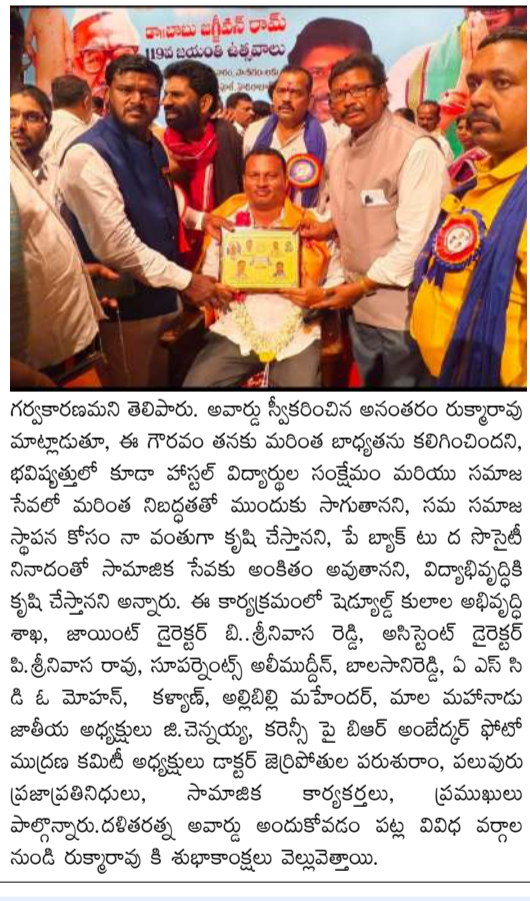 డా॥బాబు జగ్జీవన్ రామ్
119వ జయంతి ఉత్సవాలు
గర్వకారణమని తెలిపారు. అవార్డు స్వీకరించిన అనంతరం రుక్మారావు
మాట్లాడుతూ, ఈ గౌరవం తనకు మరింత బాధ్యతను కలిగించిందని,
భవిష్యత్తులో కూడా హాస్టల్ విద్యార్థుల సంక్షేమం మరియు సమాజ
సేవలో మరింత నిబద్ధతతో ముందుకు సాగుతానని, సమ సమాజ
స్థాపన కోసం నా వంతుగా కృషి చేస్తానని, పే బ్యాక్ టు ద సొసైటీ
నినాదంతో సామాజిక సేవకు అంకితం అవుతానని, విద్యాభివృద్ధికి
కృషి చేస్తానని అన్నారు. ఈ కార్యక్రమంలో షెడ్యూల్డ్ కులాల అభివృద్ధి
శాఖ, జాయింట్ డైరెక్టర్ బి..శ్రీనివాస రెడ్డి, అసిస్టెంట్ డైరెక్టర్
పి.శ్రీనివాస రావు, సూపర్నెంట్స్ అలీముద్దీన్, బాలసానిరెడ్డి, ఏ ఎస్ సి
డి ఓ మోహన్, కళ్యాణ్, అల్లిబిల్లి మహేందర్, మాల మహానాడు
జాతీయ అధ్యక్షులు జి.చెన్నయ్య, కరెన్సీ పై బిఆర్ అంబేద్కర్ ఫోటో
ముద్రణ కమిటీ అధ్యక్షులు డాక్టర్ జెర్రిపోతుల పరుశురాం, పలువురు
ప్రజాప్రతినిధులు, సామాజిక కార్యకర్తలు, ప్రముఖులు
పాల్గొన్నారు.దళితరత్న అవార్డు అందుకోవడం పట్ల వివిధ వర్గాల
నుండి రుక్మారావు కి శుభాకాంక్షలు వెల్లువెత్తాయి.